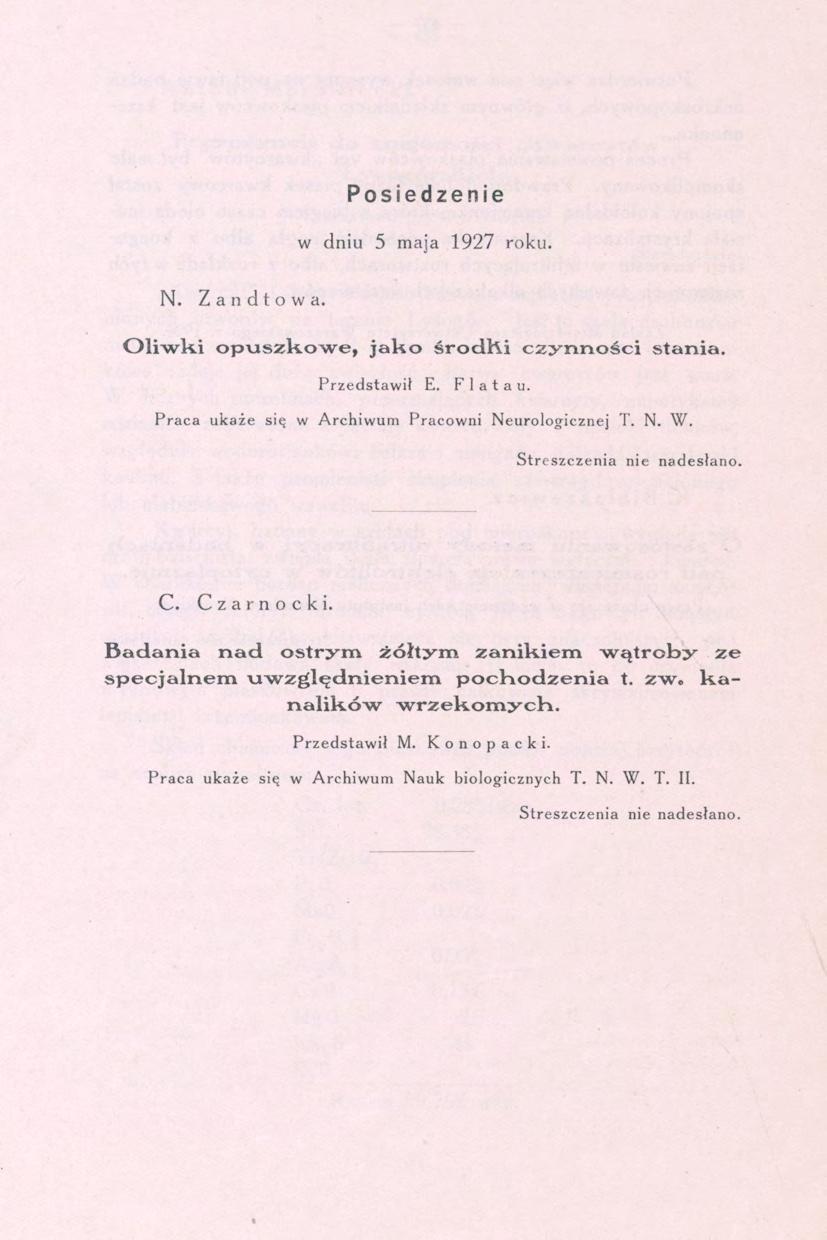 Posiedzenie
w dniu 5 maja 1927 roku.
N. Zandtowa.
Oliwki opuszkowe, jako środki czynności stania.
Przedstawił E. Flatau.
Praca ukaże się w Archiwum Pracowni Neurologicznej T. N. W.
Streszczenia nie nadesłano.
C. Czarnocki.
Badania nad ostrym żółtym zanikiem wątroby ze
specjalnem uwzględnieniem pochodzenia t. zw. ka-
nalików wrzekomych.
Przedstawił M. Konopacki.
Praca ukaże się w Archiwum Nauk biologicznych T. N. W. T. II.
Streszczenia nie nadesłano.